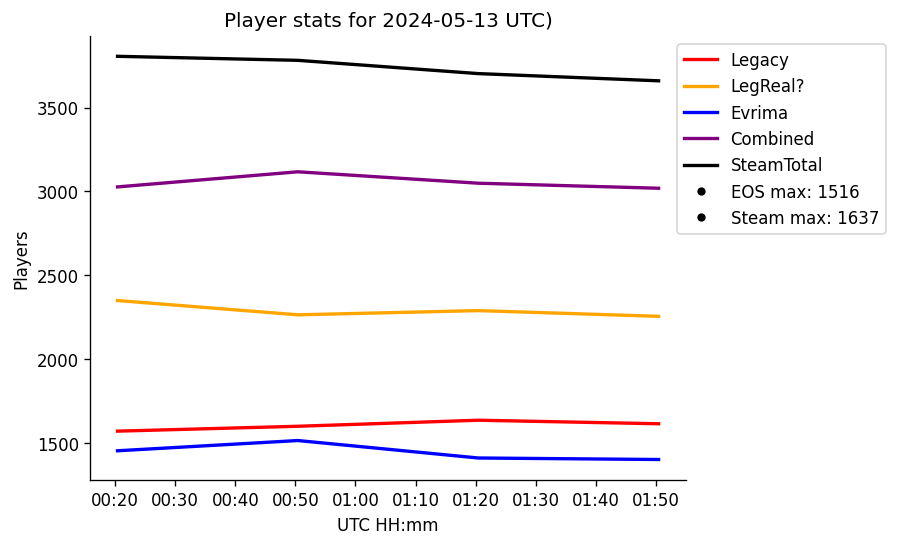 Player stats for 2024-05-13 UTC)
Players
3500
3000
2500
2000
1500
00:20 00:30 00:40 00:50 01:00 01:10 01:20 01:30 01:40 01:50
UTC HH:mm
Legacy
LegReal?
Evrima
Combined
SteamTotal
EOS max: 1516
Steam max: 1637